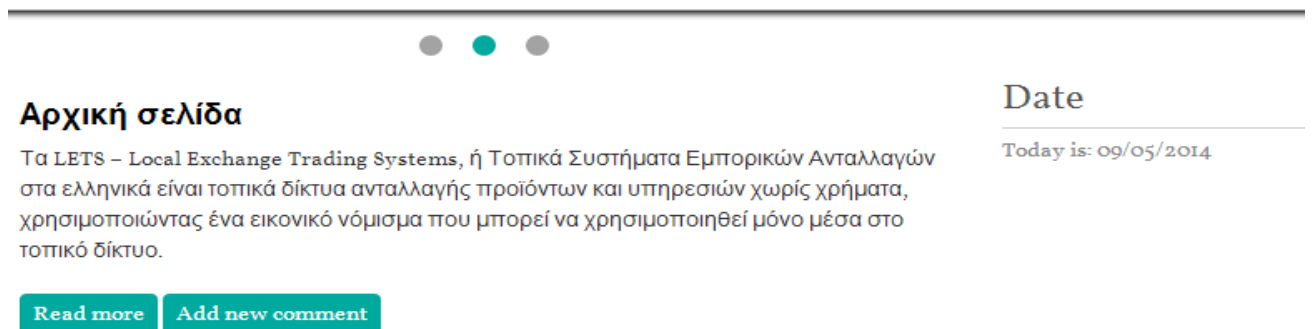 Αρχική σελίδα
Τα LETS – Local Exchange Trading Systems, ή Τοπικά Συστήματα Εμπορικών Ανταλλαγών
στα ελληνικά είναι τοπικά δίκτυα ανταλλαγής προϊόντων και υπηρεσιών χωρίς χρήματα,
χρησιμοποιώντας ένα εικονικό νόμισμα που μπορεί να χρησιμοποιηθεί μόνο μέσα στο
τοπικό δίκτυο.
Read more
Add new comment
Date
Today is: 09/05/2014